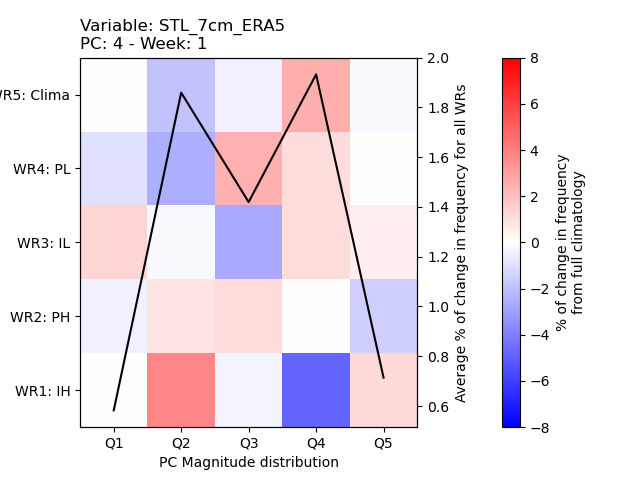 Variable: STL_7cm_ERA5
PC: 4 - Week: 1
WR5: Clima
WR4: PL
WR3: IL
WR2: PH
WR1: IH
Q1 Q2 Q3 Q4 Q5
PC Magnitude distribution
2.0
1.8
1.6
1.4
1.2
1.0
0.8
0.6
Average % of change in frequency for all WRs
8
6
4
2
0
−2
−4
−6
−8
% of change in frequency
from full climatology